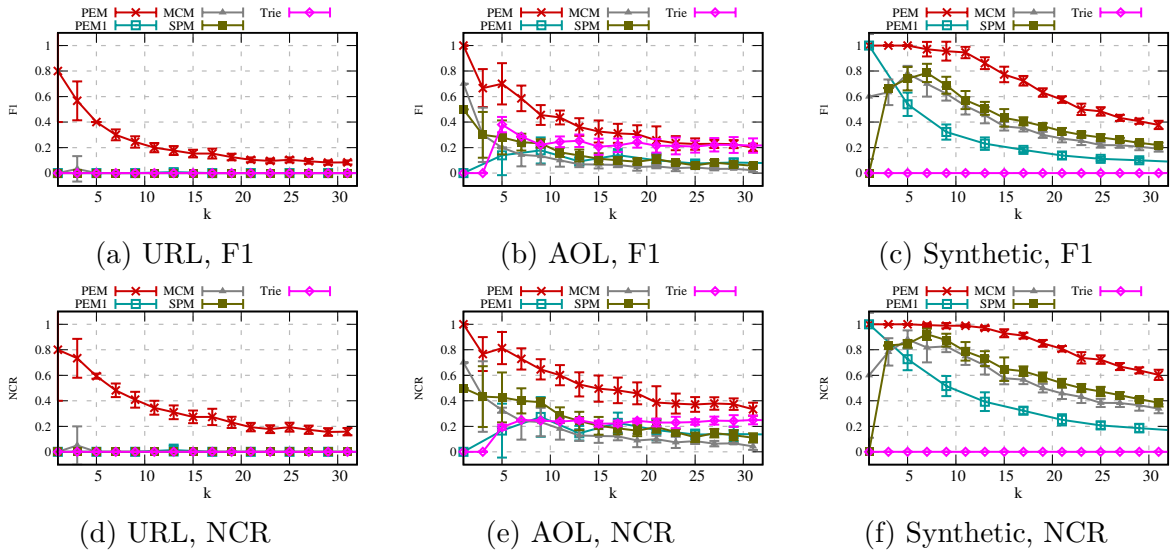 PEM MCM Trie
PEM1 SPM
1
0.8
0.6
0.4
0.2
0
F1
5 10 15 20 25 30
k
(a) URL, F1
PEM MCM Trie
PEM1 SPM
1
0.8
0.6
0.4
0.2
0
F1
5 10 15 20 25 30
k
(b) AOL, F1
PEM MCM Trie
PEM1 SPM
1
0.8
0.6
0.4
0.2
0
F1
5 10 15 20 25 30
k
(c) Synthetic, F1
PEM MCM Trie
PEM1 SPM
1
0.8
0.6
0.4
0.2
0
NCR
5 10 15 20 25 30
k
(d) URL, NCR
PEM MCM Trie
PEM1 SPM
1
0.8
0.6
0.4
0.2
0
NCR
5 10 15 20 25 30
k
(e) AOL, NCR
PEM MCM Trie
PEM1 SPM
1
0.8
0.6
0.4
0.2
0
NCR
5 10 15 20 25 30
k
(f) Synthetic, NCR